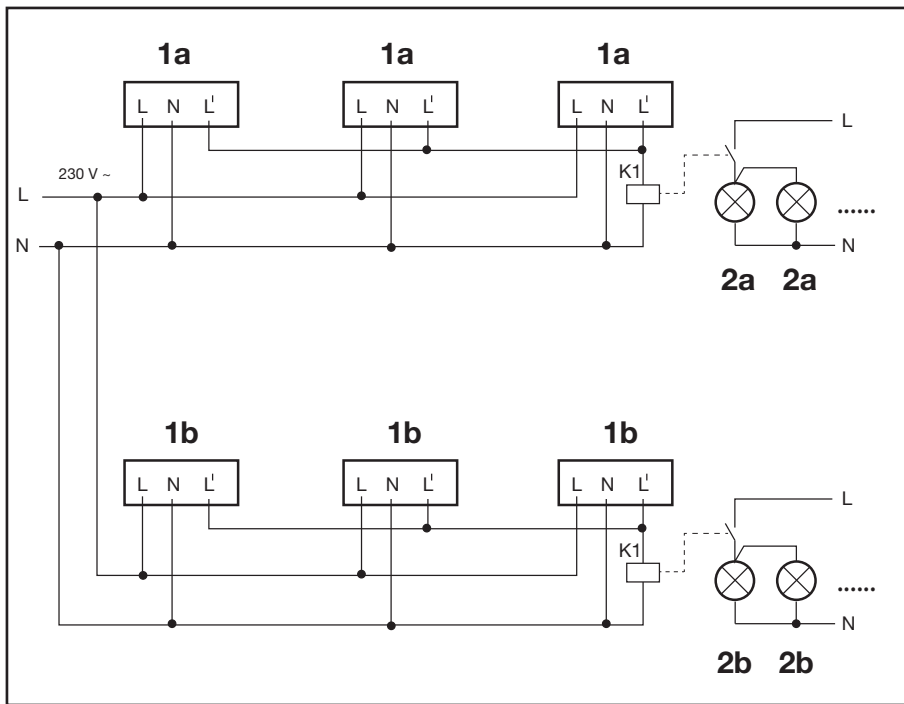 1a 1a 1a
L N L' L N L' L N L'
L
230 V ~
K1
L
......
N
N
2a 2a
1b 1b 1b
L N L' L N L' L N L'
L
K1
......
N
2b 2b